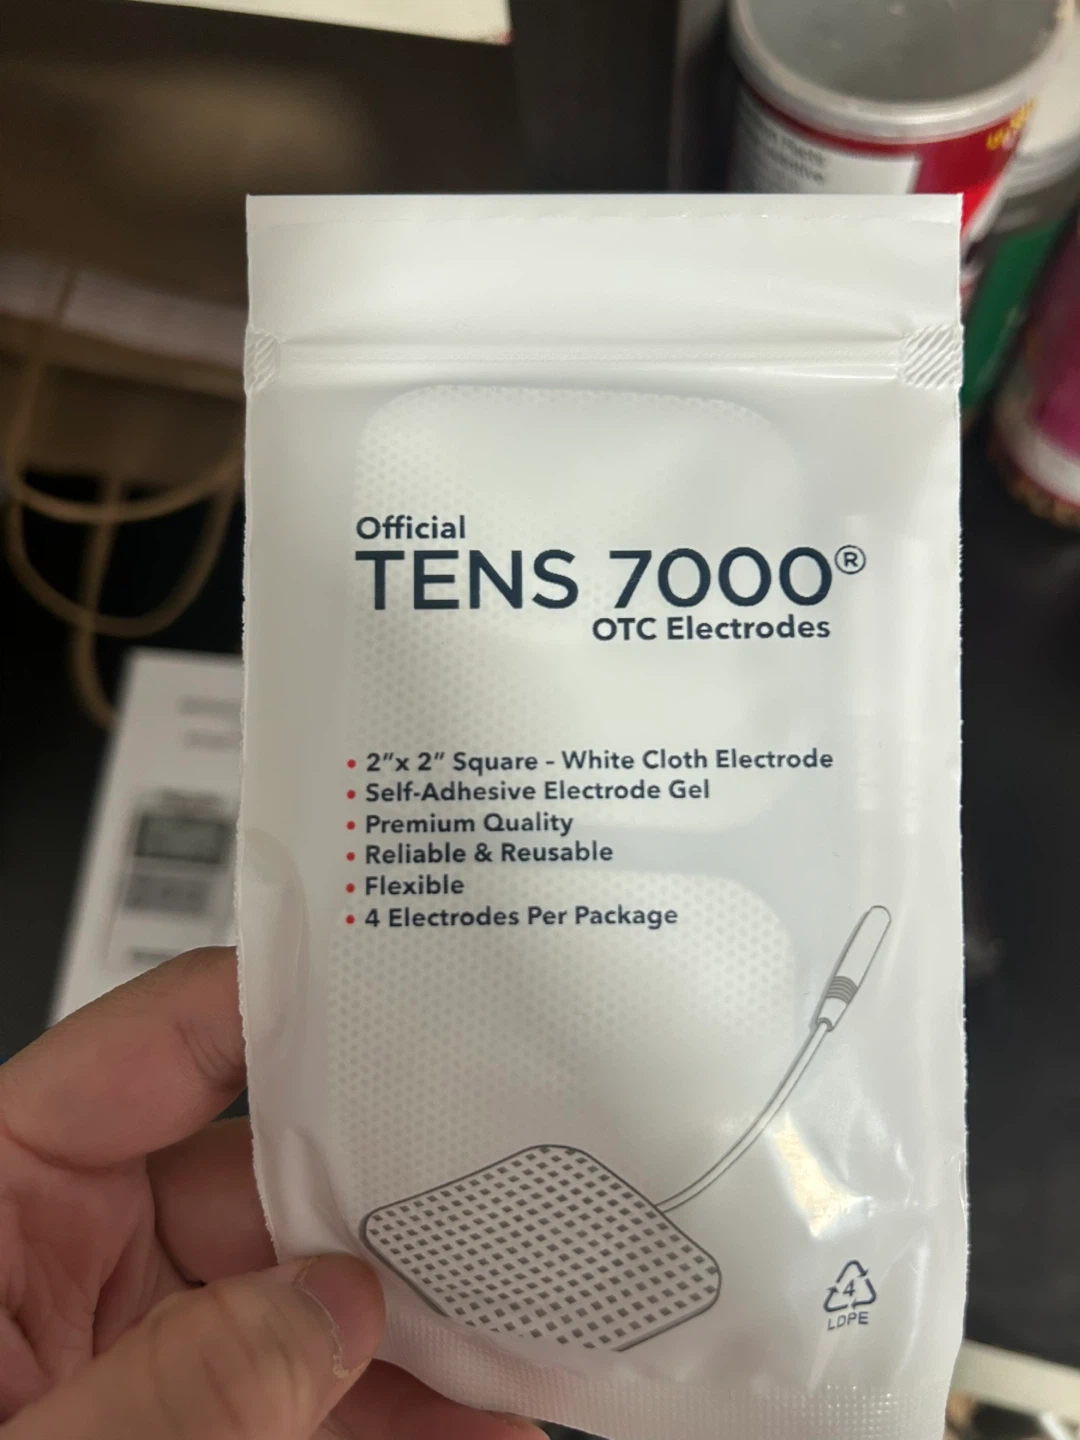 Official
TENS 7000®
OTC Electrodes
• 2"x 2" Square - White Cloth Electrode
• Self-Adhesive Electrode Gel
• Premium Quality
• Reliable & Reusable
• Flexible
• 4 Electrodes Per Package
4
LDPE